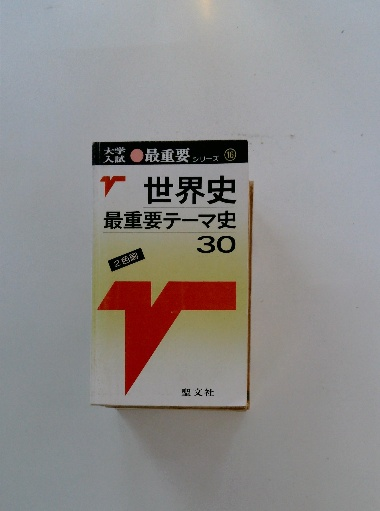 大学
入試
最重要シリーズ 16
世界史
最重要テーマ史
30
2色刷
聖文社